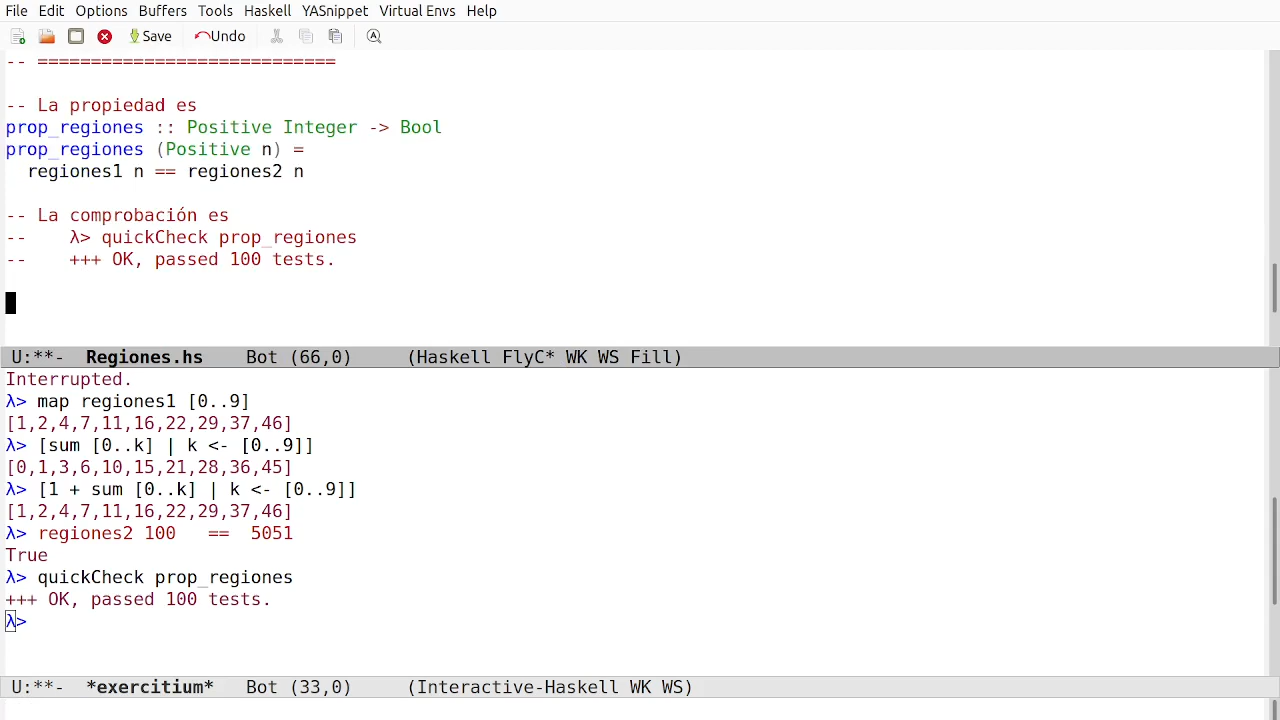 File Edit Options Buffers Tools Haskell YASnippet Virtual Envs Help
Save Undo
-- ============================
-- La propiedad es
prop_regiones :: Positive Integer -> Bool
prop_regiones (Positive n) =
  regiones1 n == regiones2 n
-- La comprobación es
--    λ> quickCheck prop_regiones
--    +++ OK, passed 100 tests.
U:**-  Regiones.hs    Bot (66,0)     (Haskell FlyC* WK WS Fill)
Interrupted.
λ> map regiones1 [0..9]
[1,2,4,7,11,16,22,29,37,46]
λ> [sum [0..k] | k <- [0..9]]
[0,1,3,6,10,15,21,28,36,45]
λ> [1 + sum [0..k] | k <- [0..9]]
[1,2,4,7,11,16,22,29,37,46]
λ> regiones2 100   ==  5051
True
λ> quickCheck prop_regiones
+++ OK, passed 100 tests.
λ>
U:**-  *exercitium*   Bot (33,0)     (Interactive-Haskell WK WS)